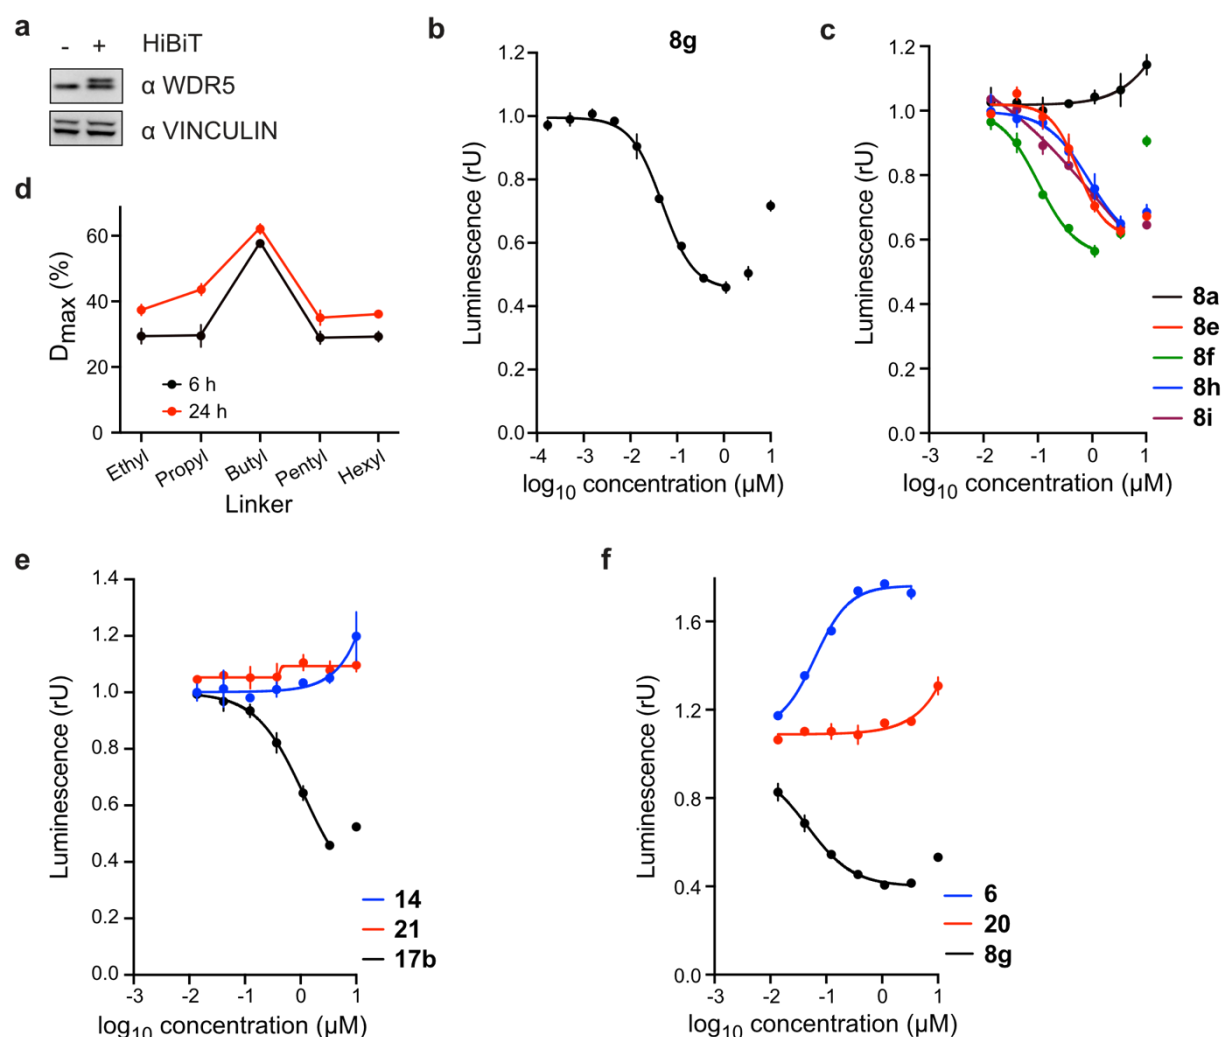 a
- + HiBiT
α WDR5
α VINCULIN
b
8g
1.2
1.0
0.8
0.6
0.4
0.2
0.0
Luminescence (rU)
-4 -3 -2 -1 0 1
log10 concentration (µM)
c
1.2
1.0
0.8
0.6
0.4
0.2
0.0
Luminescence (rU)
-3 -2 -1 0 1
log10 concentration (µM)
8a
8e
8f
8h
8i
d
60
40
20
0
Dmax (%)
6 h
24 h
Ethyl Propyl Butyl Pentyl Hexyl
Linker
e
1.4
1.2
1.0
0.8
0.6
0.4
0.2
0.0
Luminescence (rU)
14
21
17b
-3 -2 -1 0 1
log10 concentration (µM)
f
1.6
1.2
0.8
0.4
0.0
Luminescence (rU)
6
20
8g
-3 -2 -1 0 1
log10 concentration (µM)